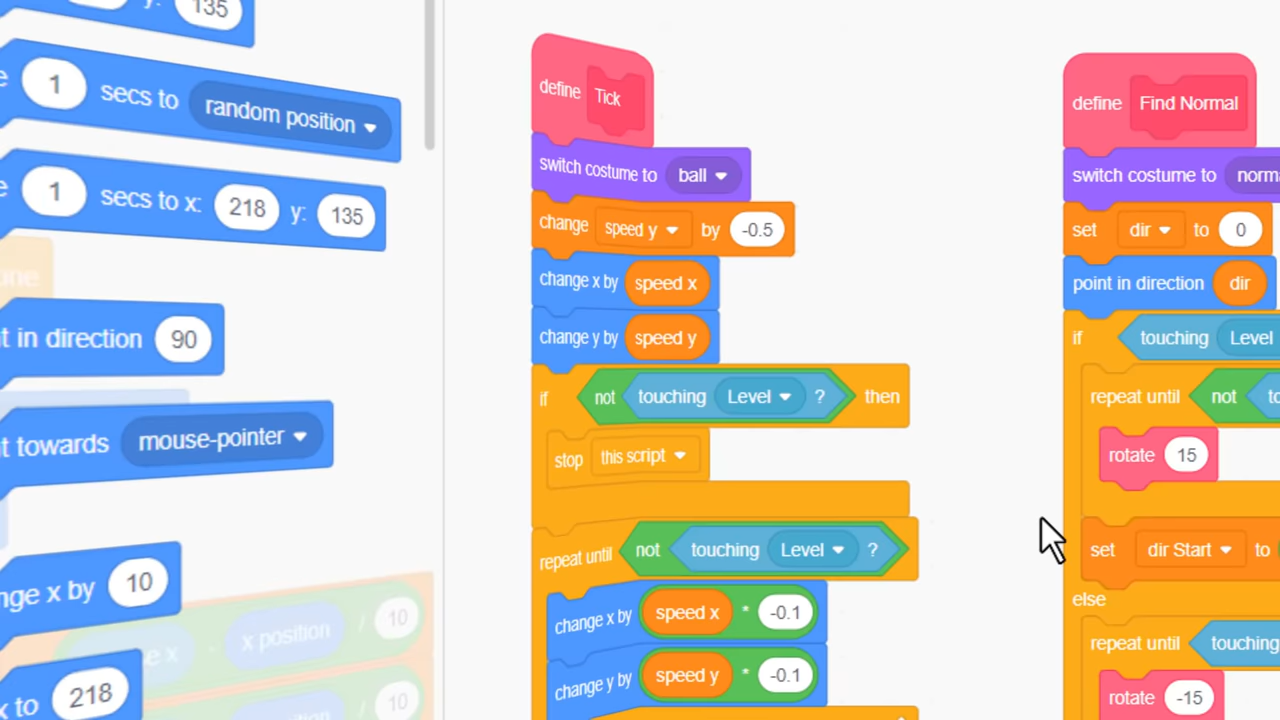 y: 135
1 secs to random position
1 secs to x: 218 y: 135
in direction 90
towards mouse-pointer
x by 10
to 218
x position / 10
/ 10
define Tick
switch costume to ball
change speed y by -0.5
change x by speed x
change y by speed y
if not touching Level ? then
stop this script
repeat until not touching Level ?
change x by speed x * -0.1
change y by speed y * -0.1
define Find Normal
switch costume to
set dir to 0
point in direction dir
if touching Level
repeat until not
rotate 15
set dir Start to
else
repeat until touching
rotate -15